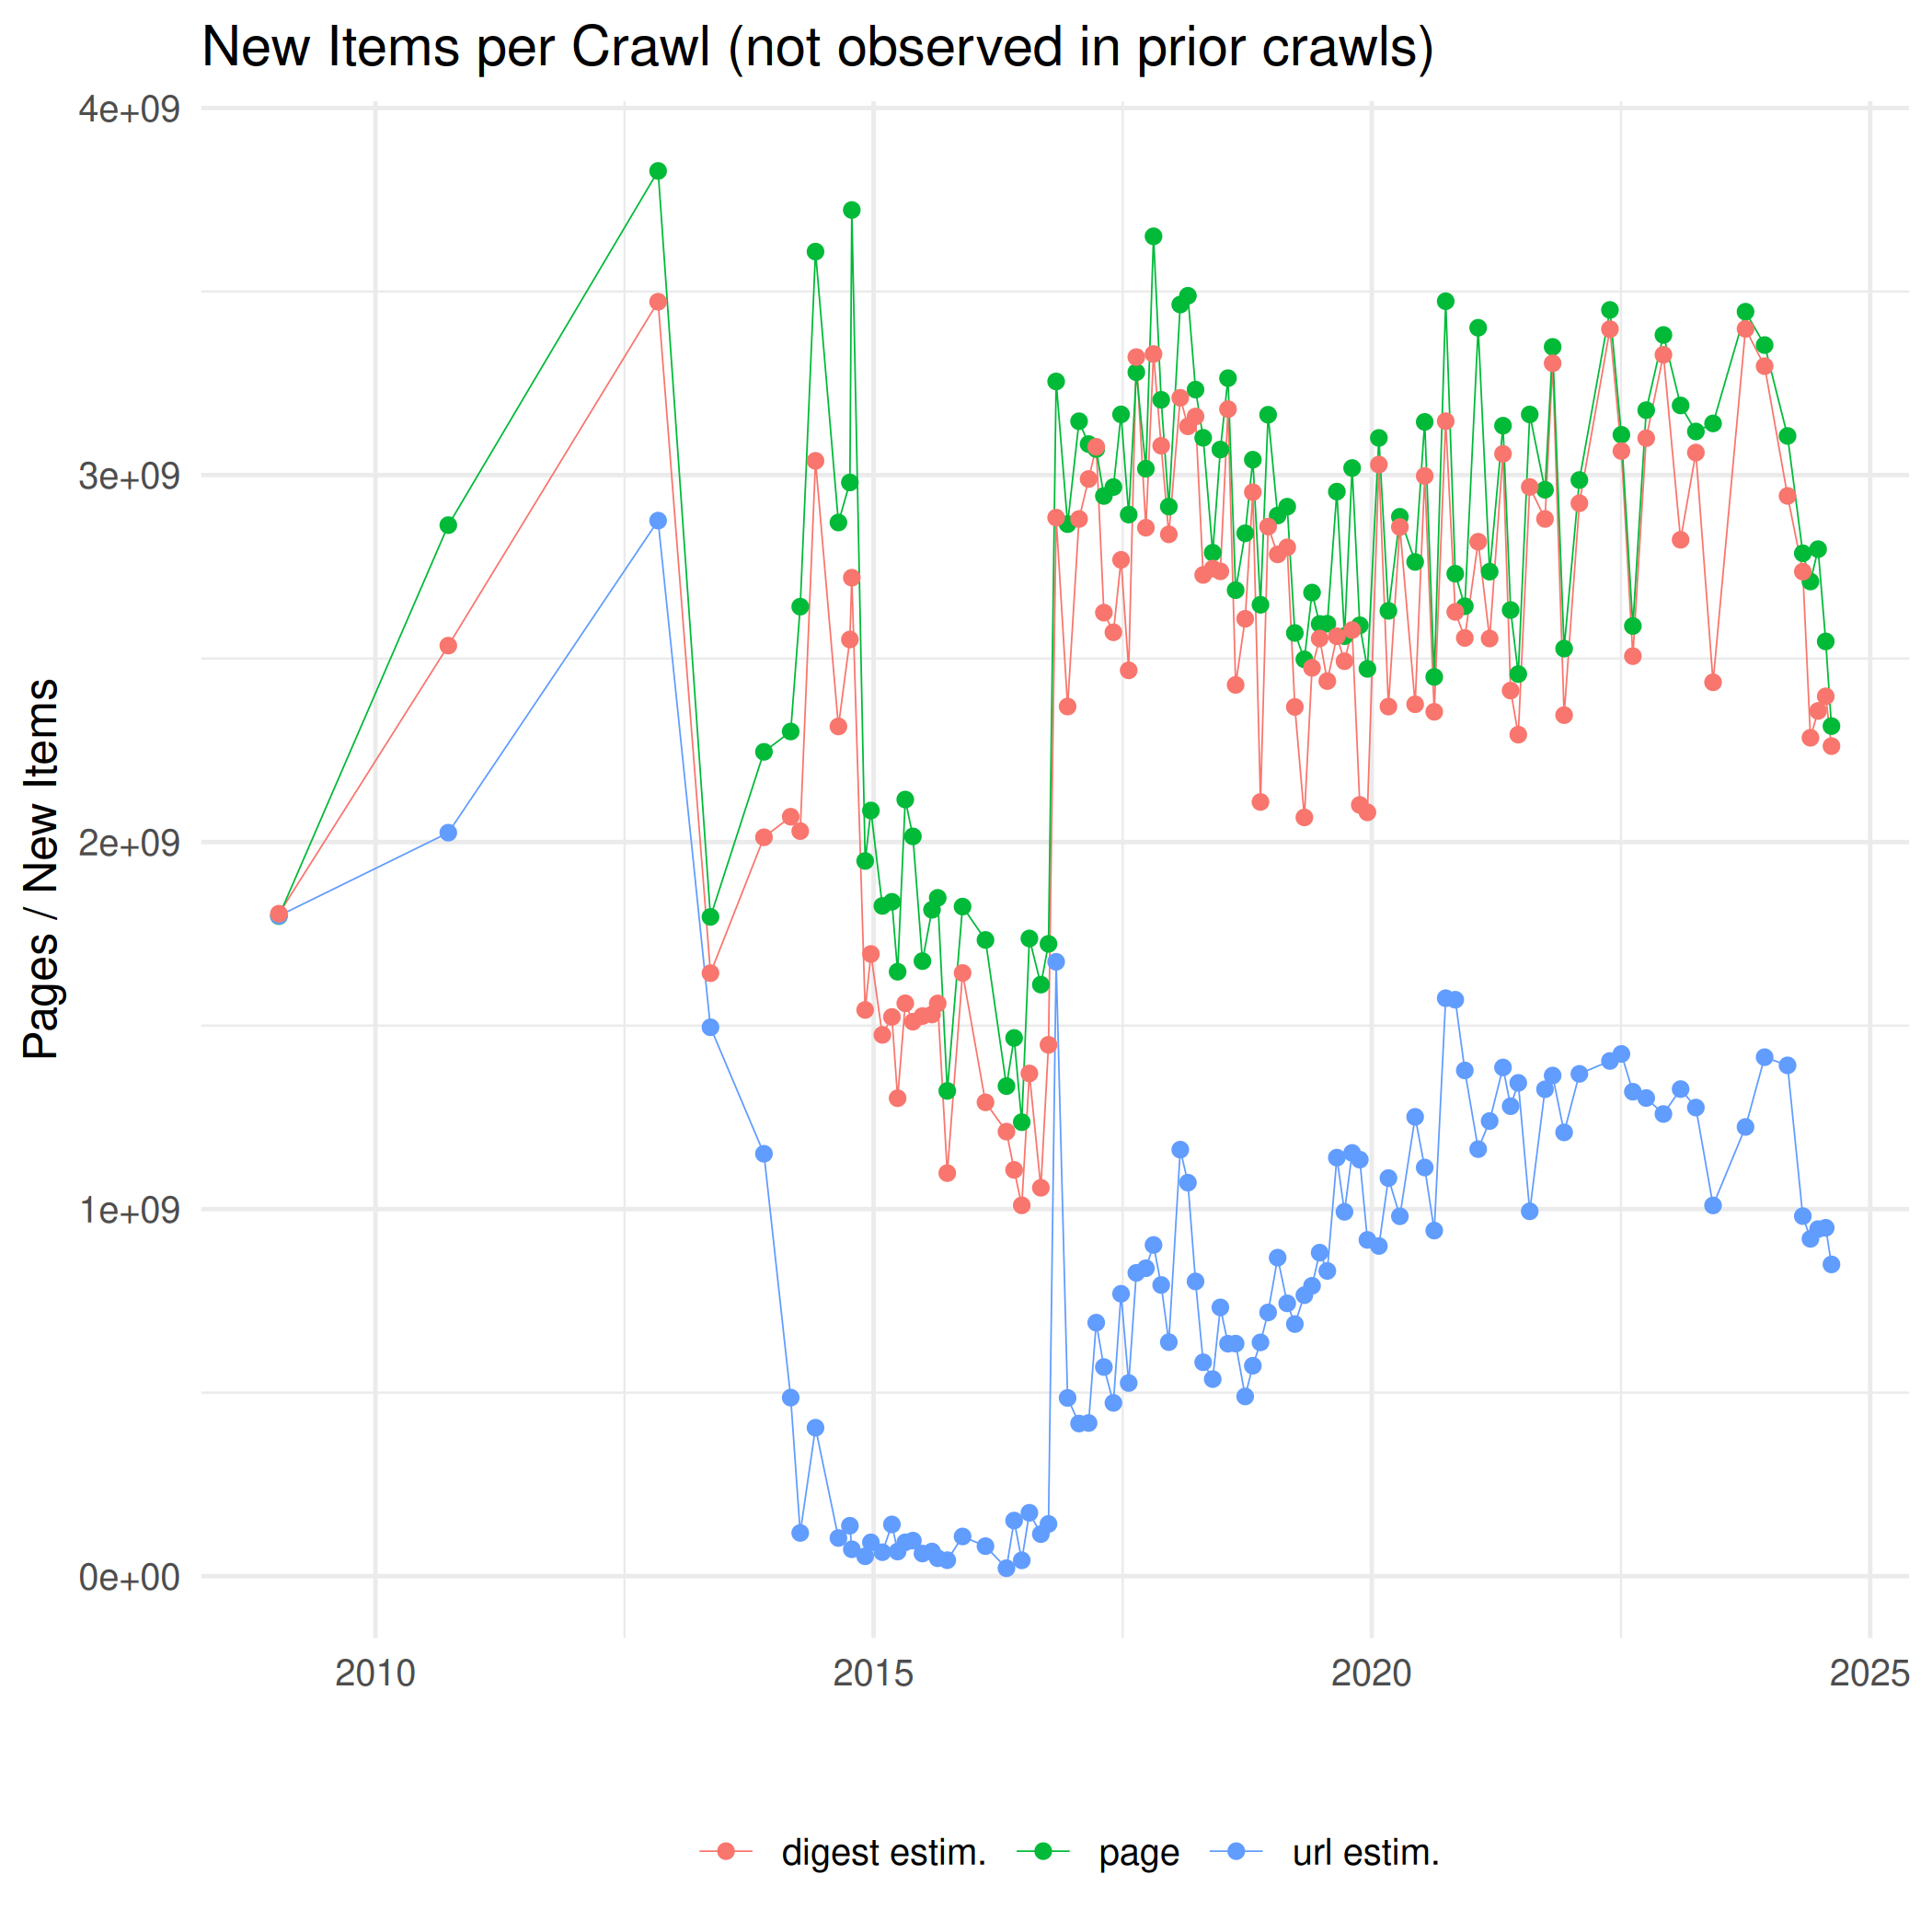 New Items per Crawl (not observed in prior crawls)
4e+09
3e+09
2e+09
1e+09
0e+00
Pages / New Items
2010 2015 2020 2025
digest estim. page url estim.